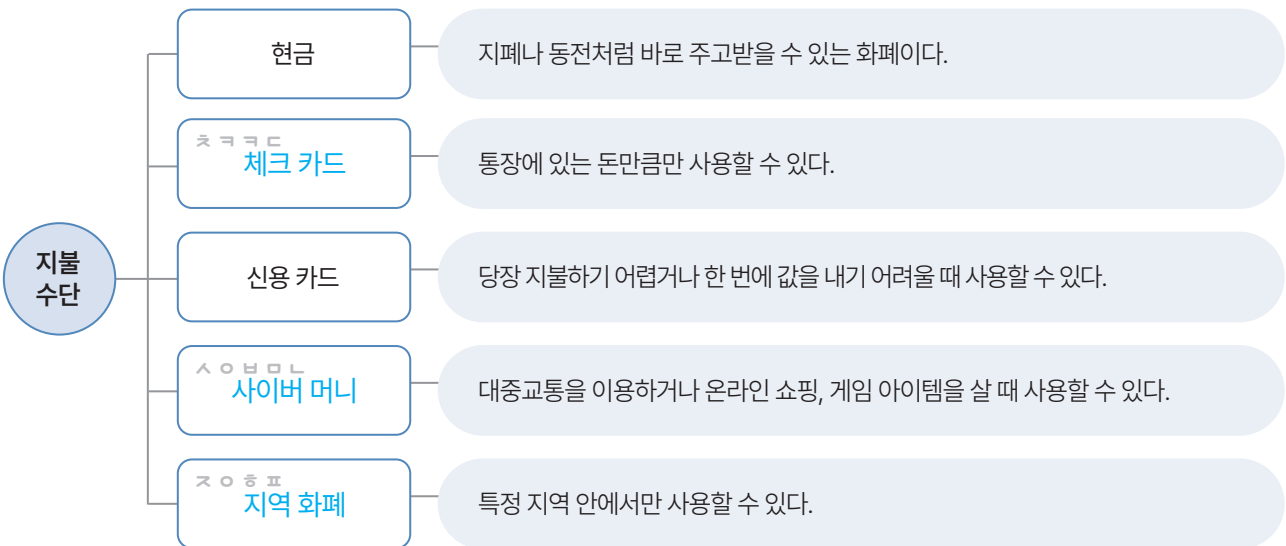 현금
지폐나 동전처럼 바로 주고받을 수 있는 화폐이다.
ㅊㅋㅋㄷ
체크 카드
통장에 있는 돈만큼만 사용할 수 있다.
지불
수단
신용 카드
당장 지불하기 어렵거나 한 번에 값을 내기 어려울 때 사용할 수 있다.
ㅅㅇㅂㅁㄴ
사이버 머니
대중교통을 이용하거나 온라인 쇼핑, 게임 아이템을 살 때 사용할 수 있다.
ㅈㅇㅎㅍ
지역 화폐
특정 지역 안에서만 사용할 수 있다.